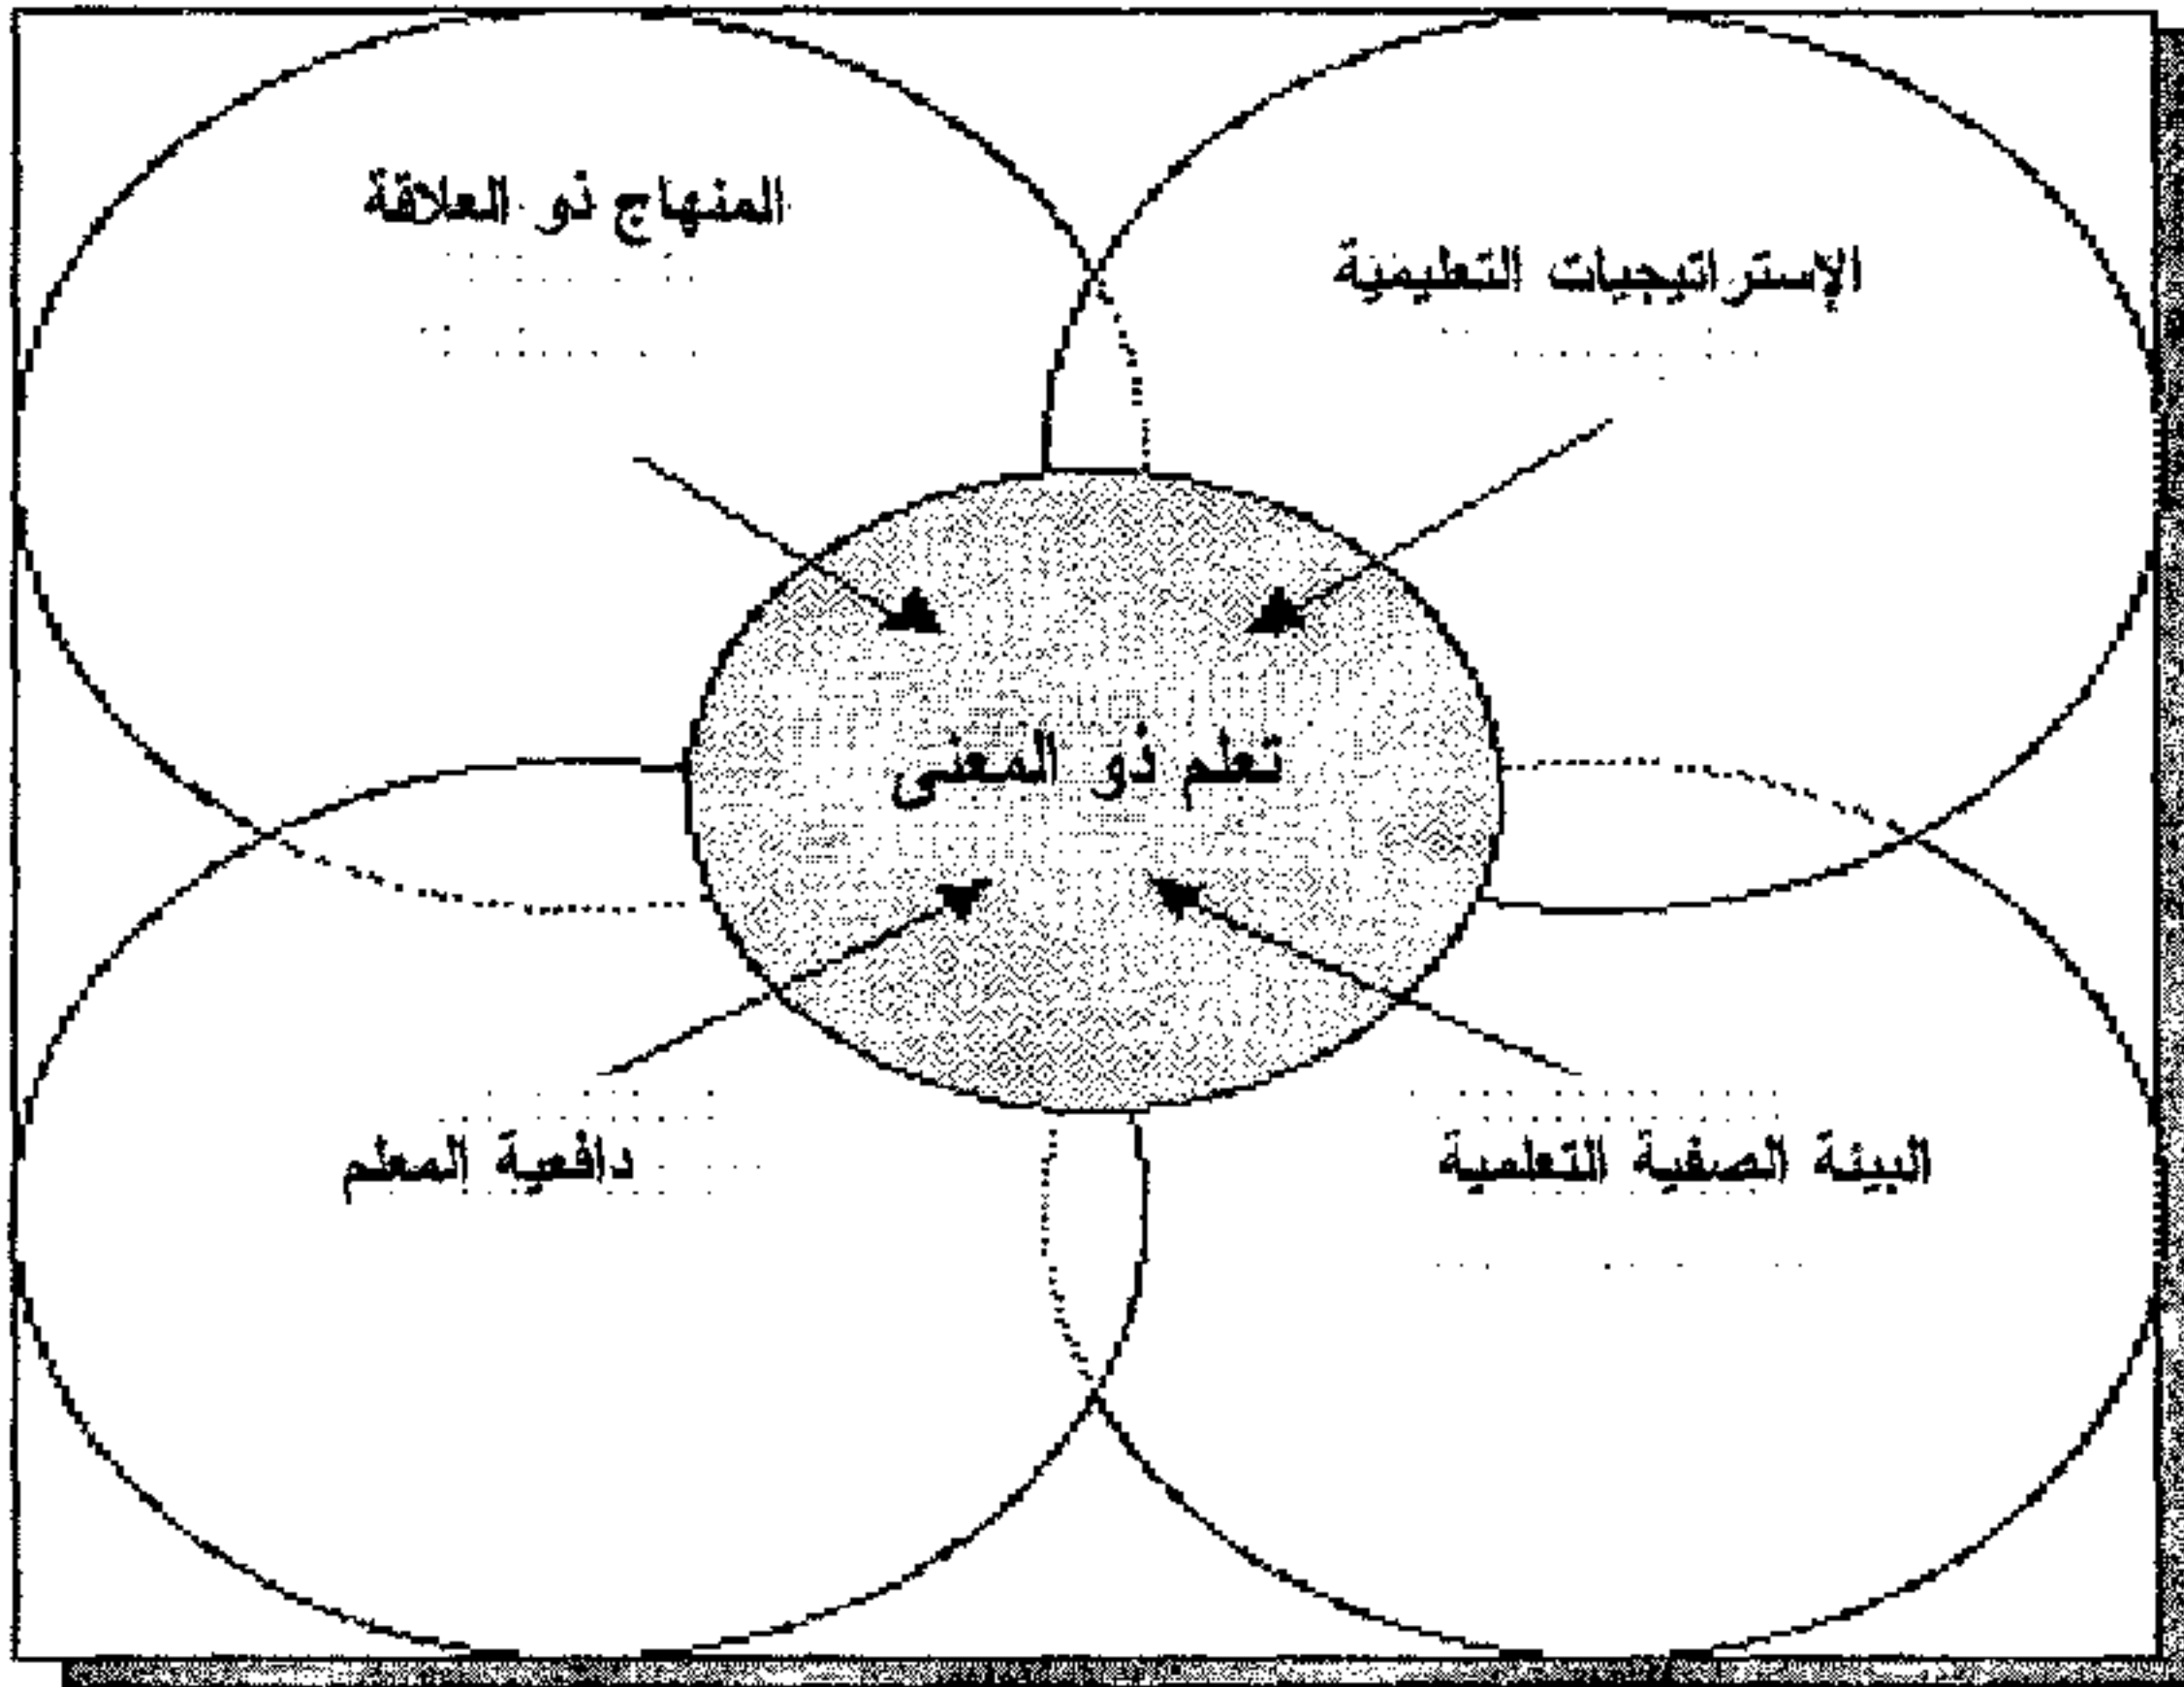 المنهاج ذو العلاقة
الإستراتيجيات التعليمية
تعلم ذو المعنى
دافعية المعلم
البيئة الصفية التعلمية